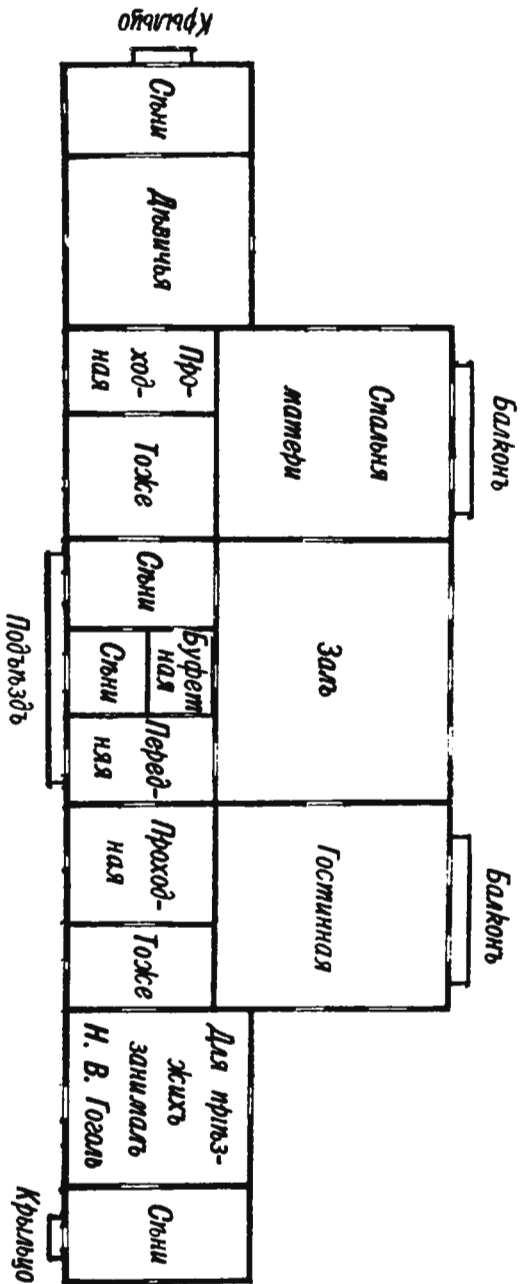 Балконъ
Балконъ
Спальня
матери
Залъ
Гостинная
Крыльцо
Сѣни
Дѣвичья
Про-
ход-
ная
Тоже
Сѣни
Буфет
ная
Сѣни
Перед-
няя
Проход-
ная
Тоже
Для пріѣз-
жихъ
занималъ
Н. В. Гоголь
Сѣни
Подъѣздъ
Крыльцо